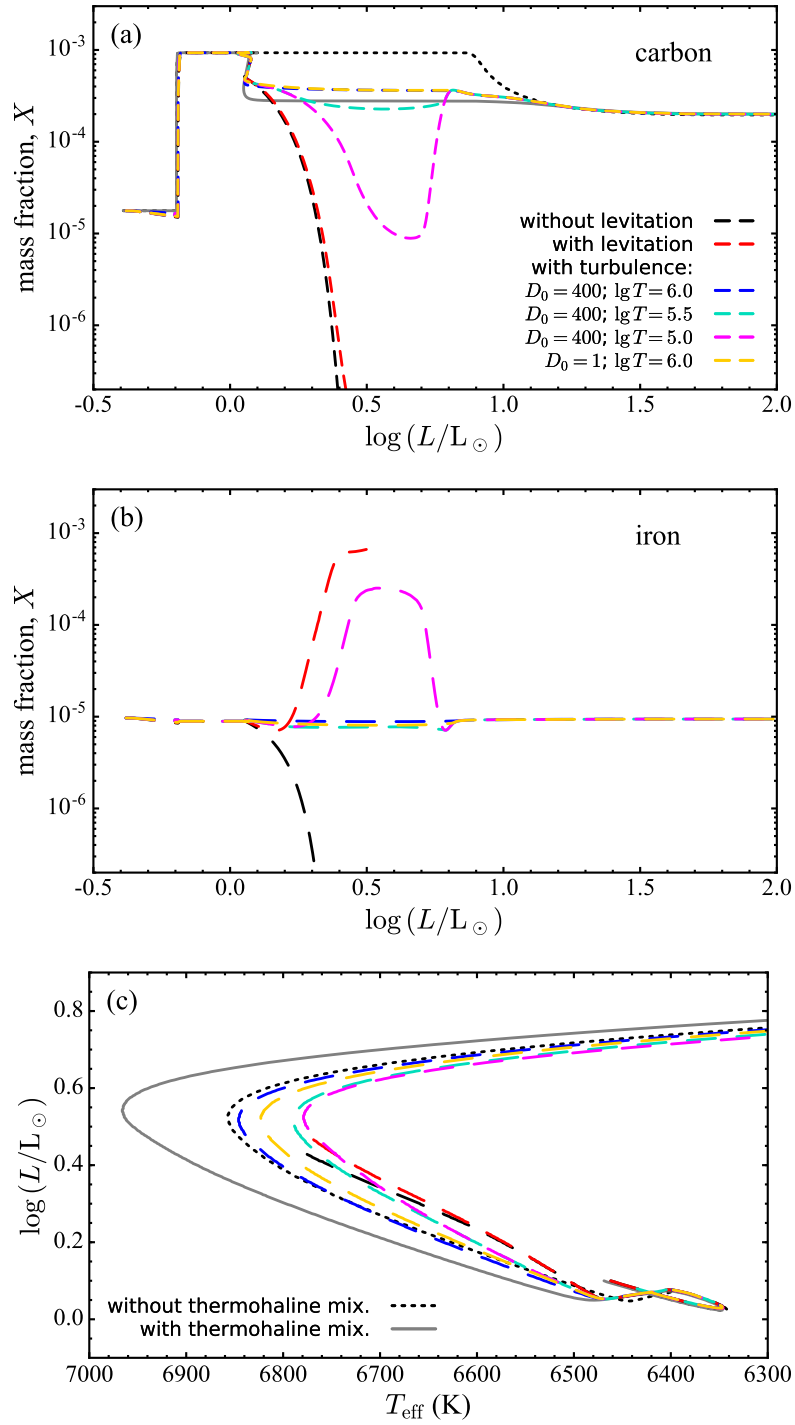 (a)
carbon
10⁻³
10⁻⁴
10⁻⁵
10⁻⁶
mass fraction, X
without levitation
with levitation
with turbulence:
D₀ = 400; lg T = 6.0
D₀ = 400; lg T = 5.5
D₀ = 400; lg T = 5.0
D₀ = 1; lg T = 6.0
-0.5 0.0 0.5 1.0 1.5 2.0
log (L/L☉)
(b)
iron
10⁻³
10⁻⁴
10⁻⁵
10⁻⁶
mass fraction, X
-0.5 0.0 0.5 1.0 1.5 2.0
log (L/L☉)
(c)
0.8
0.6
0.4
0.2
0.0
log (L/L☉)
without thermohaline mix.
with thermohaline mix.
7000 6900 6800 6700 6600 6500 6400 6300
T_eff (K)